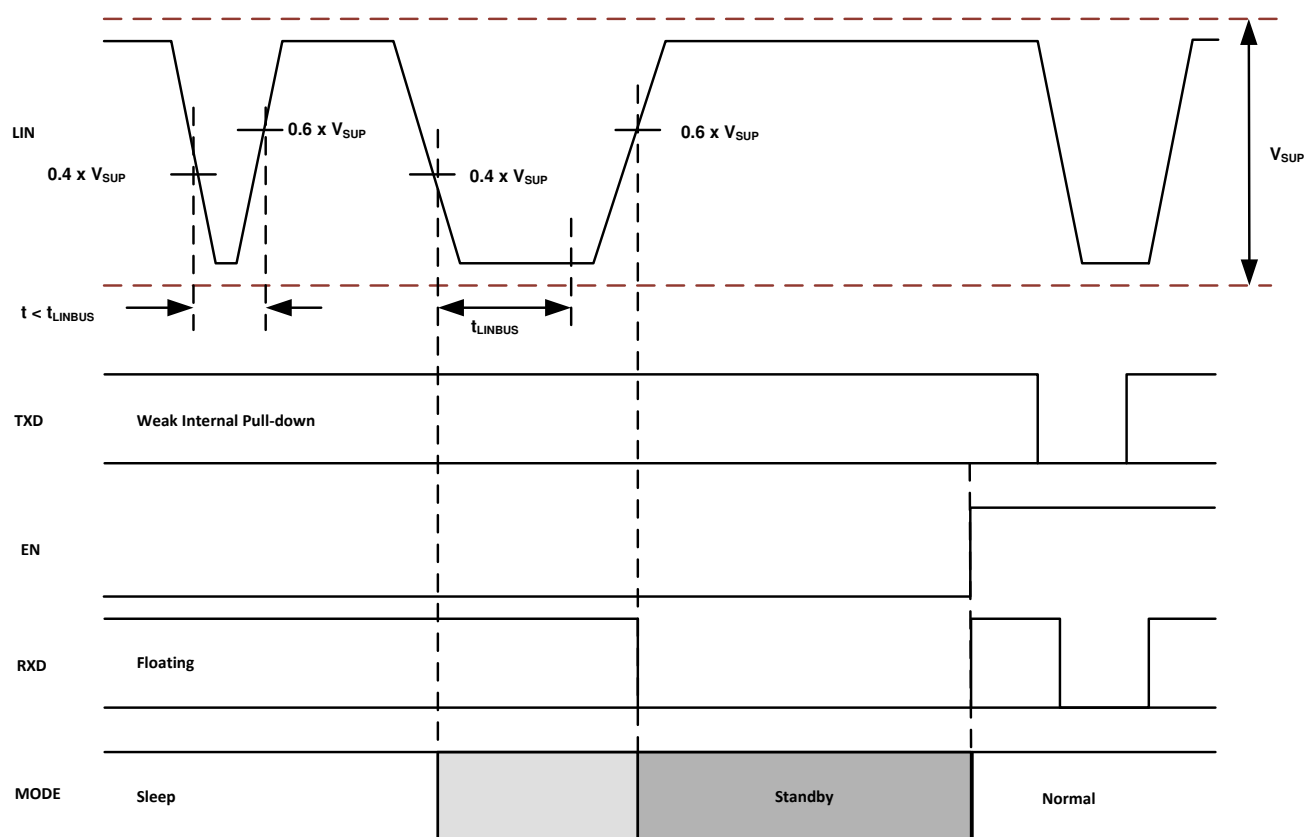 LIN
0.4 x VSUP
0.6 x VSUP
0.4 x VSUP
0.6 x VSUP
VSUP
t < tLINBUS
tLINBUS
TXD
Weak Internal Pull-down
EN
RXD
Floating
MODE
Sleep
Standby
Normal